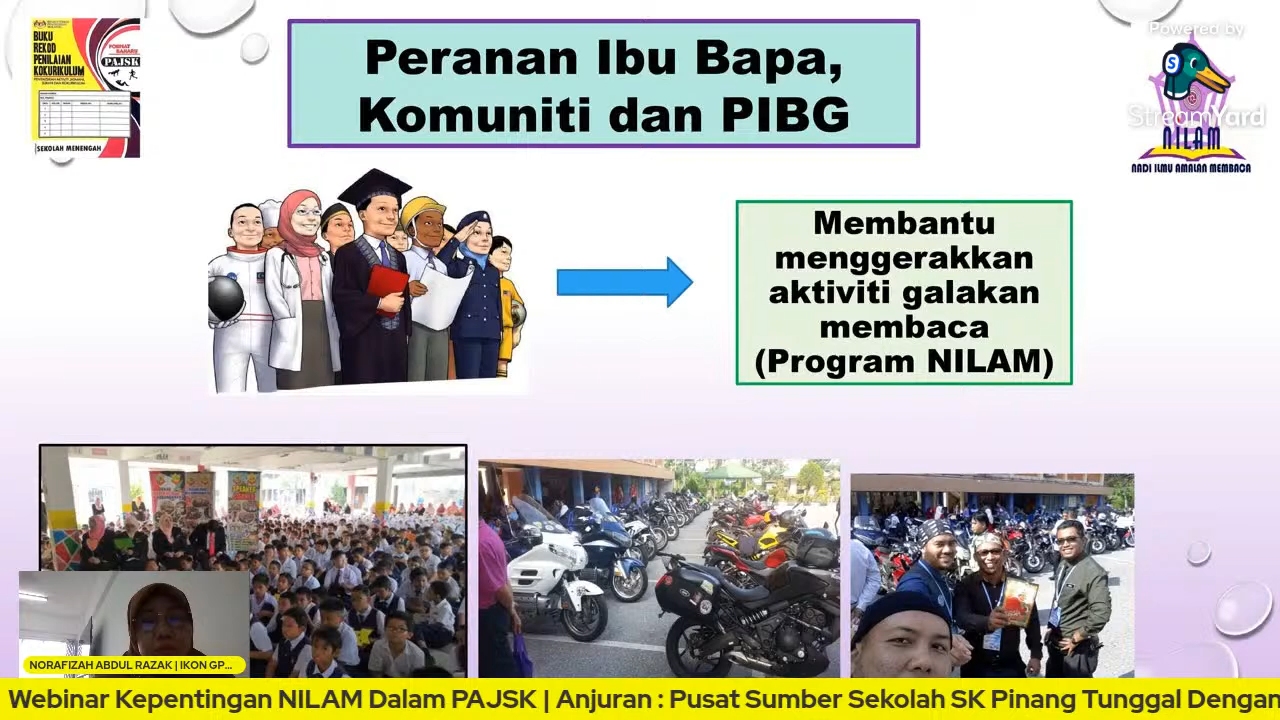 BUKU
REKOD
PENILAIAN
KOKURIKULUM
FORMAT
BAHARU
PAJSK
SEKOLAH MENENGAH
Peranan Ibu Bapa,
Komuniti dan PIBG
Powered by
StreamYard
NILAM
NADI ILMU AMALAN MEMBACA
Membantu
menggerakkan
aktiviti galakan
membaca
(Program NILAM)
NORAFIZAH ABDUL RAZAK | IKON GP...
Webinar Kepentingan NILAM Dalam PAJSK | Anjuran : Pusat Sumber Sekolah SK Pinang Tunggal Dengan